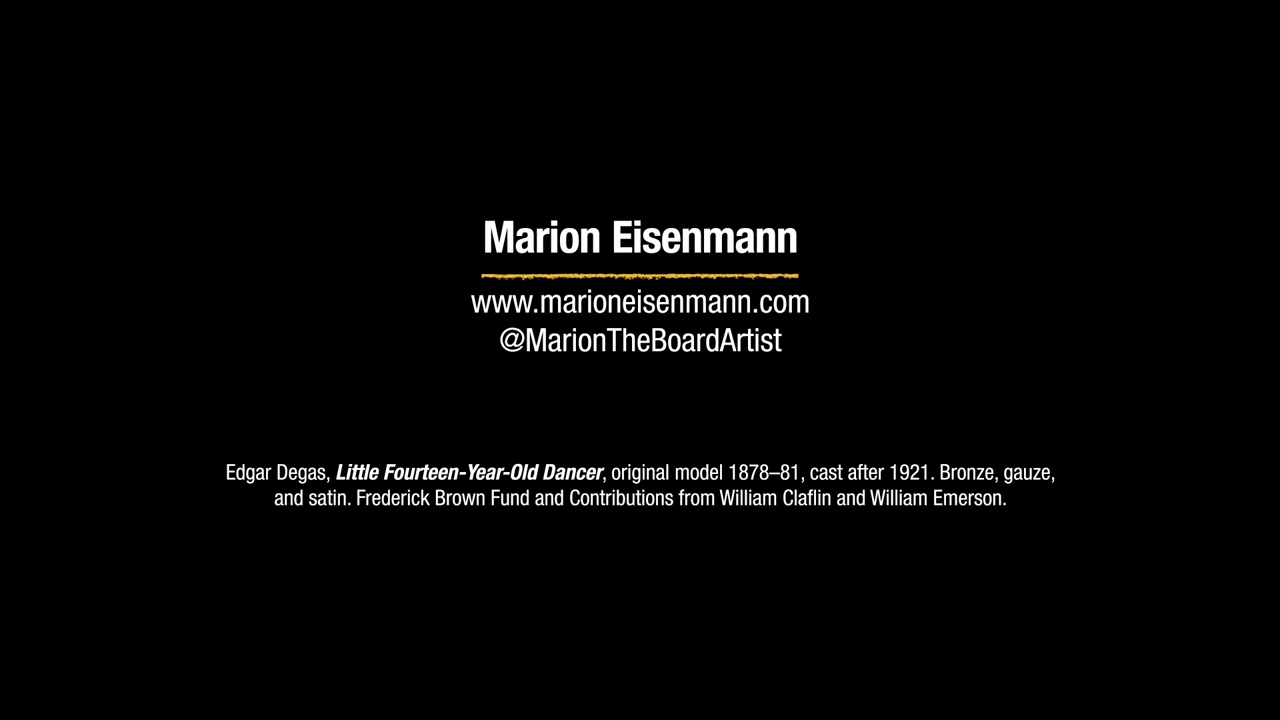 Marion Eisenmann
www.marioneisenmann.com
@MarionTheBoardArtist
Edgar Degas, Little Fourteen-Year-Old Dancer, original model 1878–81, cast after 1921. Bronze, gauze,
and satin. Frederick Brown Fund and Contributions from William Claflin and William Emerson.